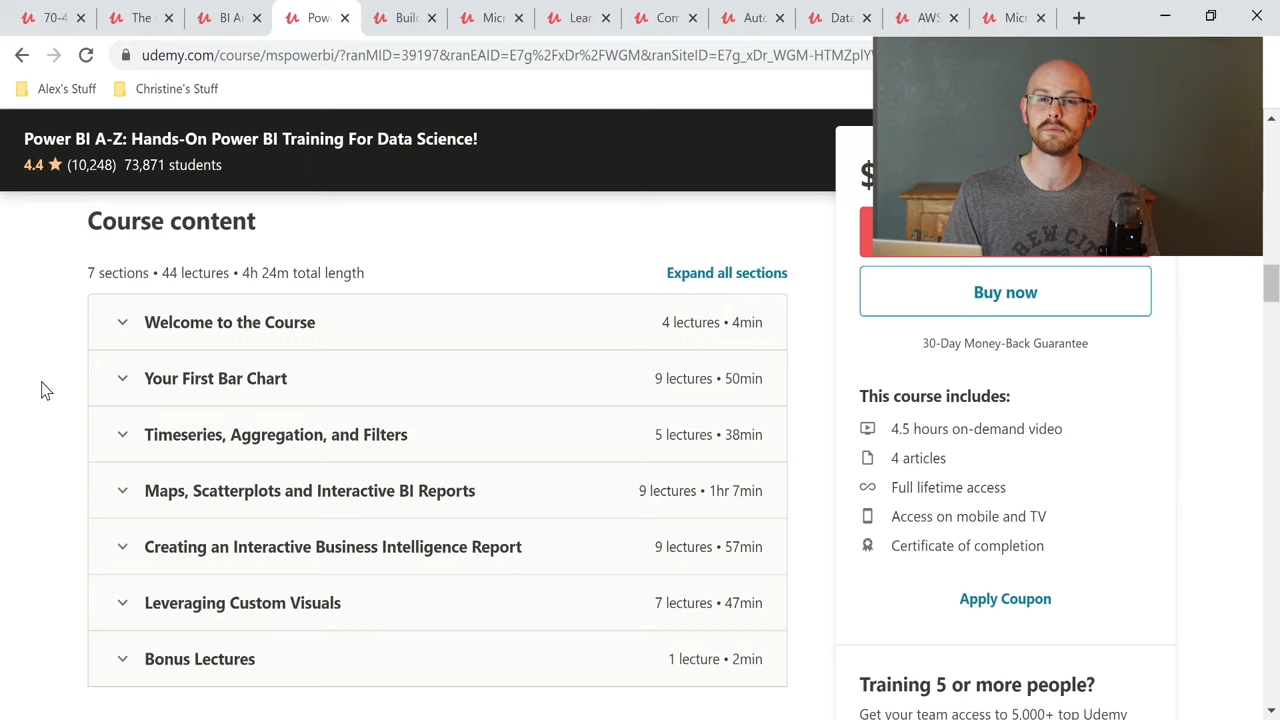 70-4
The
BI A
Pow
Buil
Micr
Lear
Com
Auto
Data
AWS
Micr
udemy.com/course/mspowerbi/?ranMID=39197&ranEAID=E7g%2FxDr%2FWGM&ranSiteID=E7g_xDr_WGM-HTMZpIY
Alex's Stuff
Christine's Stuff
Power BI A-Z: Hands-On Power BI Training For Data Science!
4.4 (10,248) 73,871 students
$
Course content
7 sections • 44 lectures • 4h 24m total length
Expand all sections
Welcome to the Course
4 lectures • 4min
Your First Bar Chart
9 lectures • 50min
Timeseries, Aggregation, and Filters
5 lectures • 38min
Maps, Scatterplots and Interactive BI Reports
9 lectures • 1hr 7min
Creating an Interactive Business Intelligence Report
9 lectures • 57min
Leveraging Custom Visuals
7 lectures • 47min
Bonus Lectures
1 lecture • 2min
Buy now
30-Day Money-Back Guarantee
This course includes:
4.5 hours on-demand video
4 articles
Full lifetime access
Access on mobile and TV
Certificate of completion
Apply Coupon
Training 5 or more people?
Get your team access to 5,000+ top Udemy